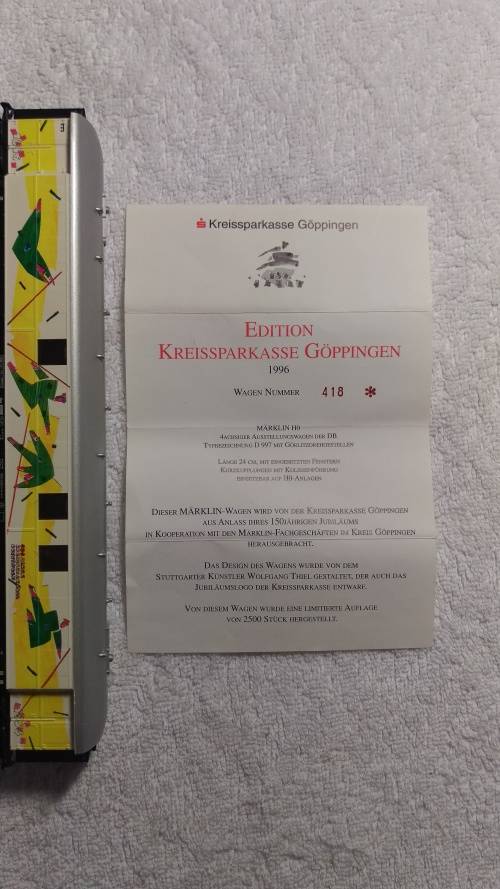 Kreissparkasse Göppingen
EDITION
KREISSPARKASSE GÖPPINGEN
1996
WAGEN NUMMER 418 *
MÄRKLIN H0
4ACHSIGER AUSSTELLUNGSWAGEN DER DB
TYPBEZEICHNUNG D 997 MIT GÖRLITZDREHGESTELLEN
LÄNGE 24 CM, MIT EINGESETZTEN FENSTERN
KURZKUPPLUNGEN MIT KULISSENFÜHRUNG
EINSETZBAR AUF H0-ANLAGEN
DIESER MÄRKLIN-WAGEN WIRD VON DER KREISSPARKASSE GÖPPINGEN
AUS ANLASS IHRES 150JÄHRIGEN JUBILÄUMS
IN KOOPERATION MIT DEN MÄRKLIN-FACHGESCHÄFTEN IM KREIS GÖPPINGEN
HERAUSGEBRACHT.
DAS DESIGN DES WAGENS WURDE VON DEM
STUTTGARTER KÜNSTLER WOLFGANG THIEL GESTALTET, DER AUCH DAS
JUBILÄUMSLOGO DER KREISSPARKASSE ENTWARF.
VON DIESEM WAGEN WURDE EINE LIMITIERTE AUFLAGE
VON 2500 STÜCK HERGESTELLT.